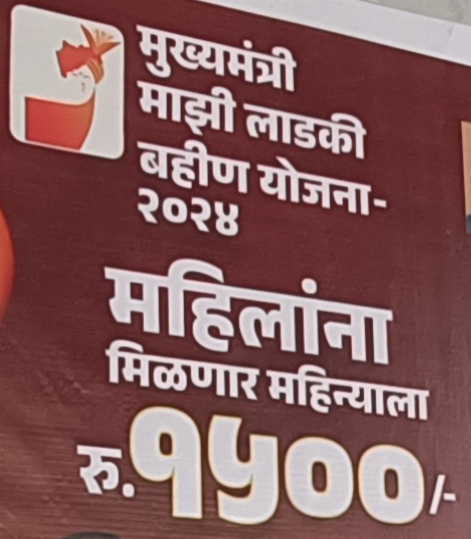 मुख्यमंत्री
माझी लाडकी
बहीण योजना-
२०२४
महिलांना
मिळणार महिन्याला
रु.१५००/-